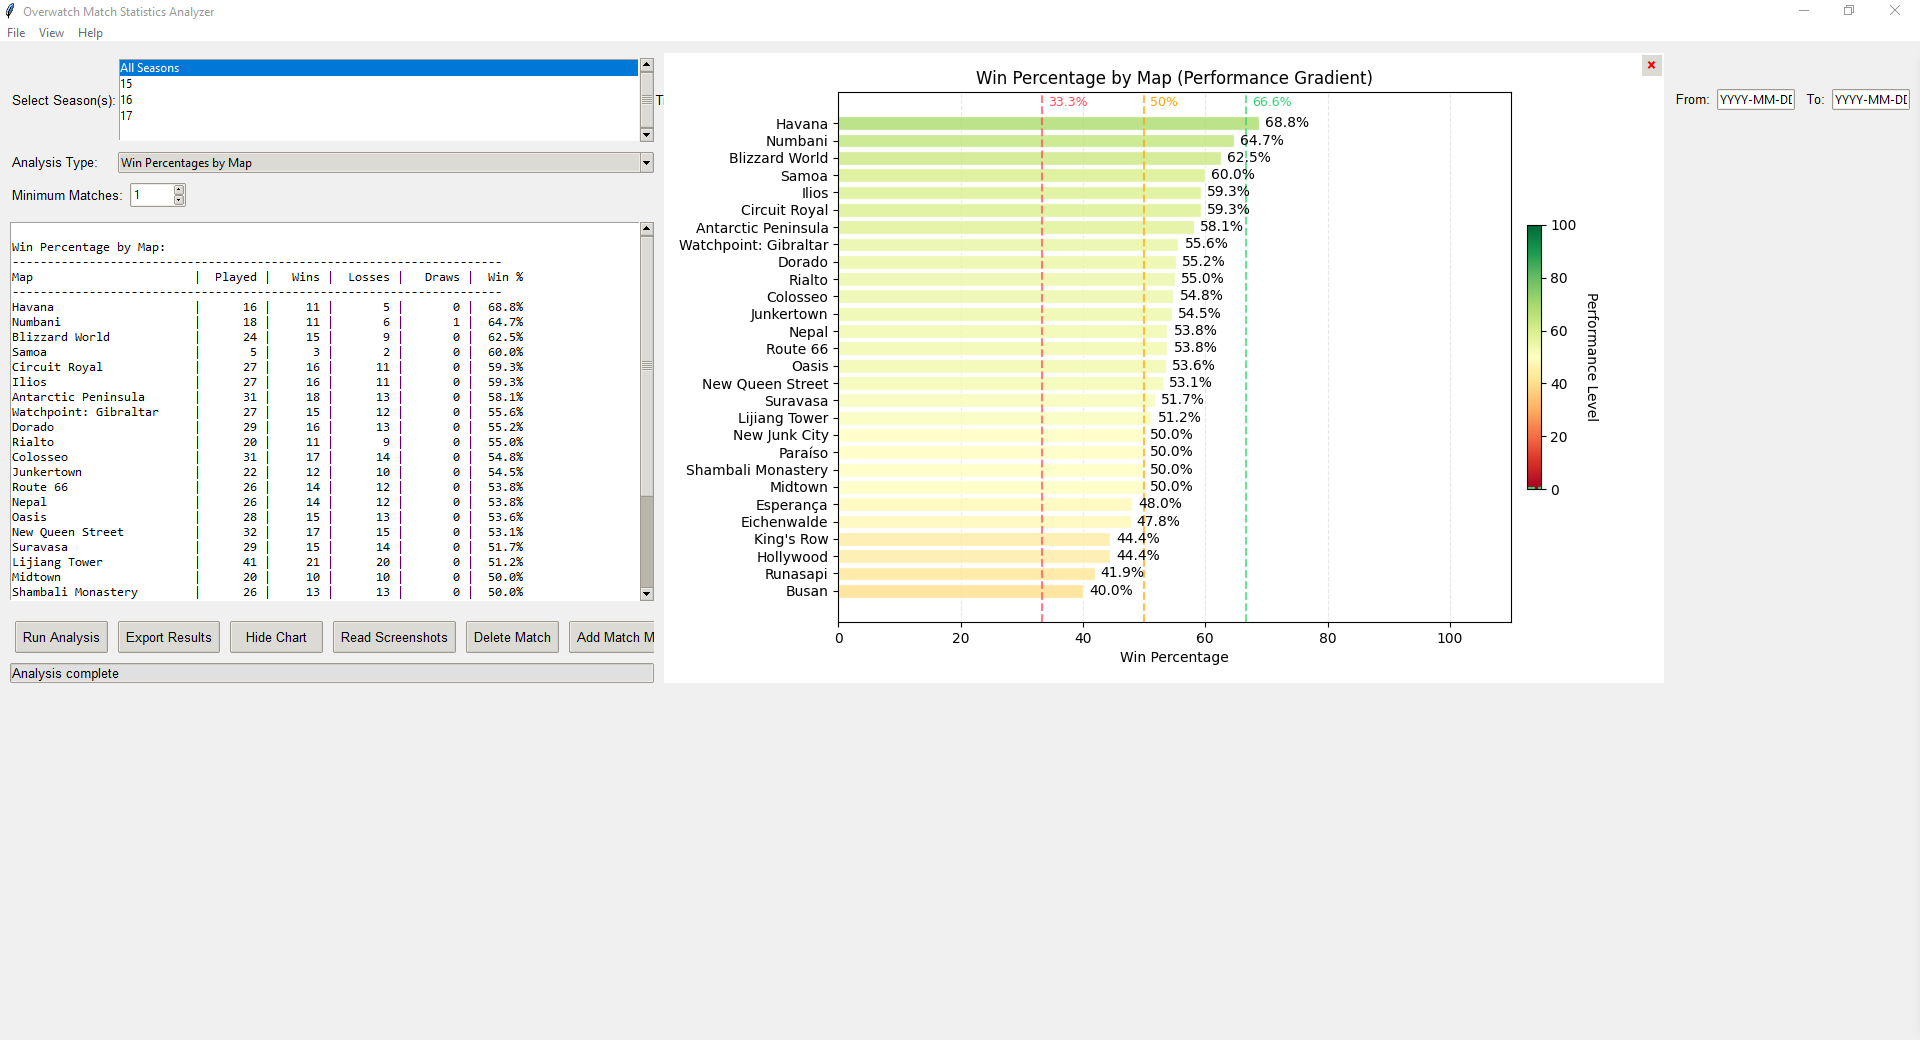 Overwatch Match Statistics Analyzer
File View Help
Select Season(s):
All Seasons
15
16
17
From: YYYY-MM-DD To: YYYY-MM-DD
Analysis Type: Win Percentages by Map
Minimum Matches: 1
Win Percentage by Map:
-------------------------------------------------------------------
Map | Played | Wins | Losses | Draws | Win %
-------------------------------------------------------------------
Havana | 16 | 11 | 5 | 0 | 68.8%
Numbani | 18 | 11 | 6 | 1 | 64.7%
Blizzard World | 24 | 15 | 9 | 0 | 62.5%
Samoa | 5 | 3 | 2 | 0 | 60.0%
Circuit Royal | 27 | 16 | 11 | 0 | 59.3%
Ilios | 27 | 16 | 11 | 0 | 59.3%
Antarctic Peninsula | 31 | 18 | 13 | 0 | 58.1%
Watchpoint: Gibraltar | 27 | 15 | 12 | 0 | 55.6%
Dorado | 29 | 16 | 13 | 0 | 55.2%
Rialto | 20 | 11 | 9 | 0 | 55.0%
Colosseo | 31 | 17 | 14 | 0 | 54.8%
Junkertown | 22 | 12 | 10 | 0 | 54.5%
Route 66 | 26 | 14 | 12 | 0 | 53.8%
Nepal | 26 | 14 | 12 | 0 | 53.8%
Oasis | 28 | 15 | 13 | 0 | 53.6%
New Queen Street | 32 | 17 | 15 | 0 | 53.1%
Suravasa | 29 | 15 | 14 | 0 | 51.7%
Lijiang Tower | 41 | 21 | 20 | 0 | 51.2%
Midtown | 20 | 10 | 10 | 0 | 50.0%
Shambali Monastery | 26 | 13 | 13 | 0 | 50.0%
Run Analysis Export Results Hide Chart Read Screenshots Delete Match Add Match M
Analysis complete
Win Percentage by Map (Performance Gradient)
33.3% 50% 66.6%
Havana 68.8%
Numbani 64.7%
Blizzard World 62.5%
Samoa 60.0%
Ilios 59.3%
Circuit Royal 59.3%
Antarctic Peninsula 58.1%
Watchpoint: Gibraltar 55.6%
Dorado 55.2%
Rialto 55.0%
Colosseo 54.8%
Junkertown 54.5%
Nepal 53.8%
Route 66 53.8%
Oasis 53.6%
New Queen Street 53.1%
Suravasa 51.7%
Lijiang Tower 51.2%
New Junk City 50.0%
Paraíso 50.0%
Shambali Monastery 50.0%
Midtown 50.0%
Esperança 48.0%
Eichenwalde 47.8%
King's Row 44.4%
Hollywood 44.4%
Runasapi 41.9%
Busan 40.0%
0 20 40 60 80 100
Win Percentage
100
80
60
40
20
0
Performance Level